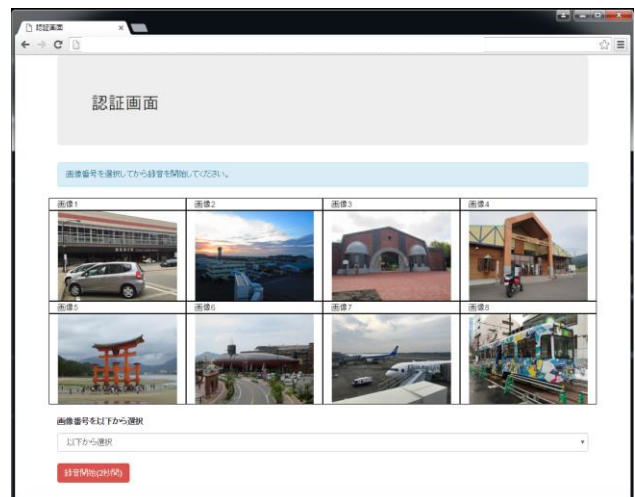 認証画面
認証画面
画像番号を選択してから録音を開始してください。
画像1
画像2
画像3
画像4
画像5
画像6
画像7
画像8
画像番号を以下から選択
以下から選択
録音開始(2秒間)